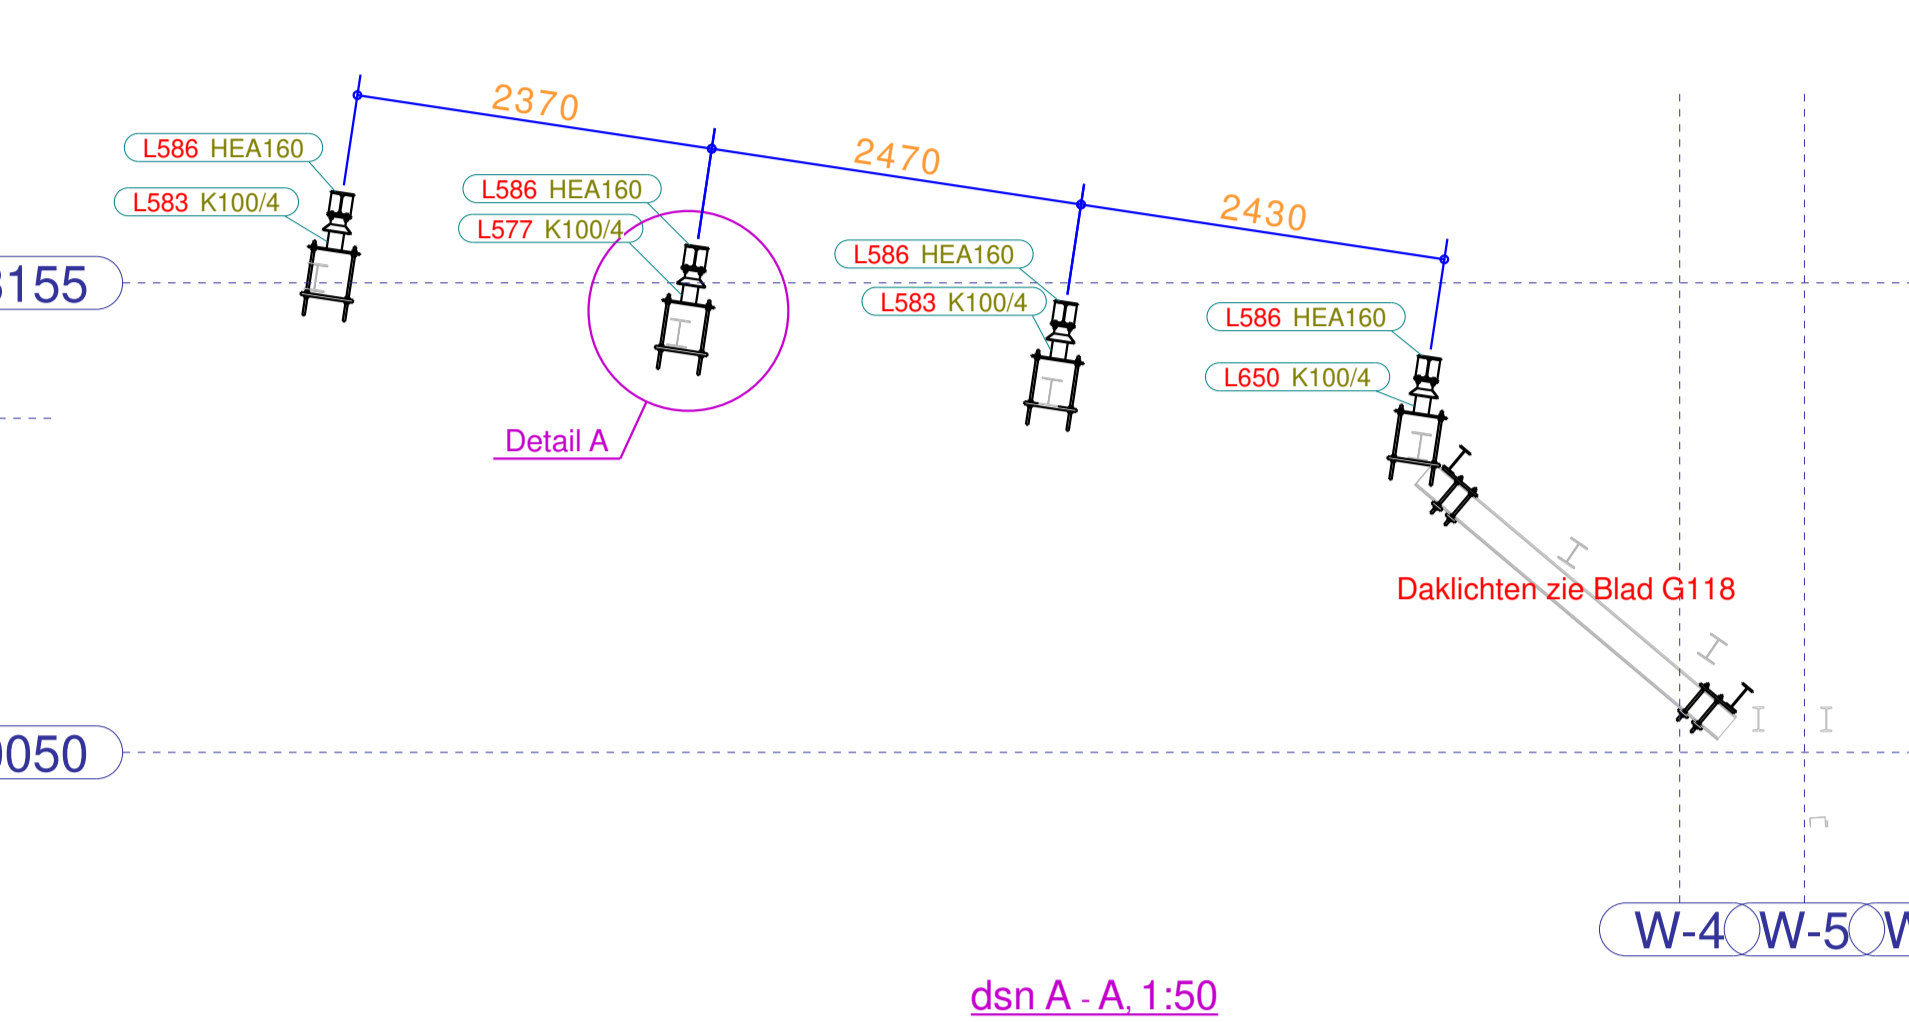 2370
2470
2430
L586 HEA160
L583 K100/4
L586 HEA160
L577 K100/4
L586 HEA160
L583 K100/4
L586 HEA160
L650 K100/4
155
Detail A
Daklichten zie Blad G118
050
W-4
W-5
dsn A - A, 1:50